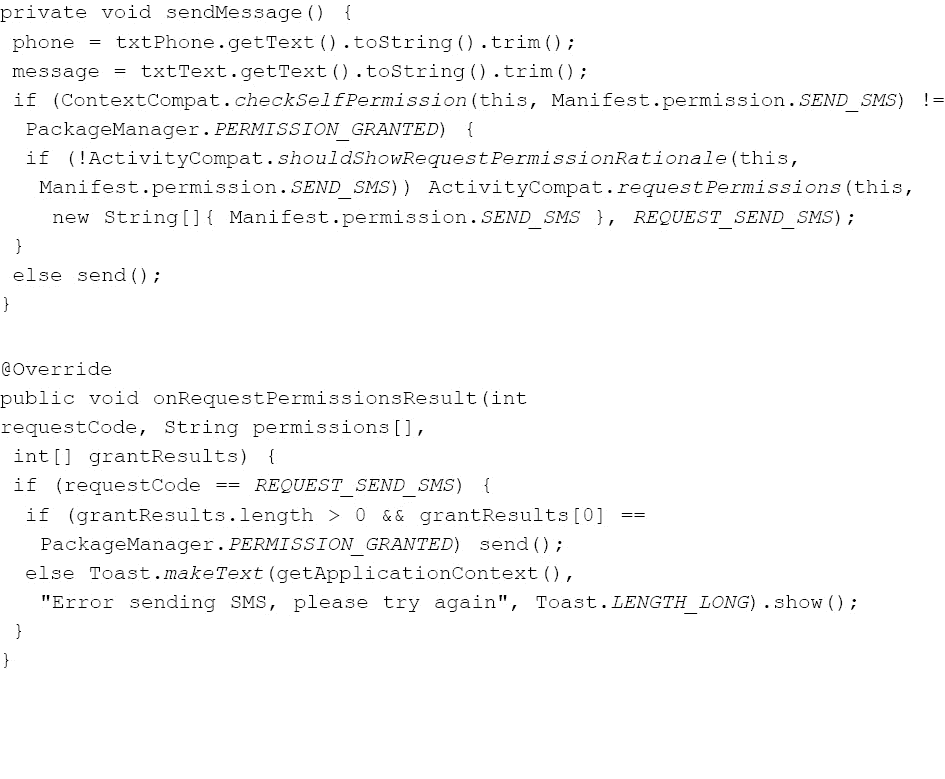 private void sendMessage() {
phone = txtPhone.getText().toString().trim();
message = txtText.getText().toString().trim();
if (ContextCompat.checkSelfPermission(this, Manifest.permission.SEND_SMS) !=
PackageManager.PERMISSION_GRANTED) {
if (!ActivityCompat.shouldShowRequestPermissionRationale(this,
Manifest.permission.SEND_SMS)) ActivityCompat.requestPermissions(this,
new String[]{ Manifest.permission.SEND_SMS }, REQUEST_SEND_SMS);
}
else send();
}
@Override
public void onRequestPermissionsResult(int
requestCode, String permissions[],
int[] grantResults) {
if (requestCode == REQUEST_SEND_SMS) {
if (grantResults.length > 0 && grantResults[0] ==
PackageManager.PERMISSION_GRANTED) send();
else Toast.makeText(getApplicationContext(),
"Error sending SMS, please try again", Toast.LENGTH_LONG).show();
}
}